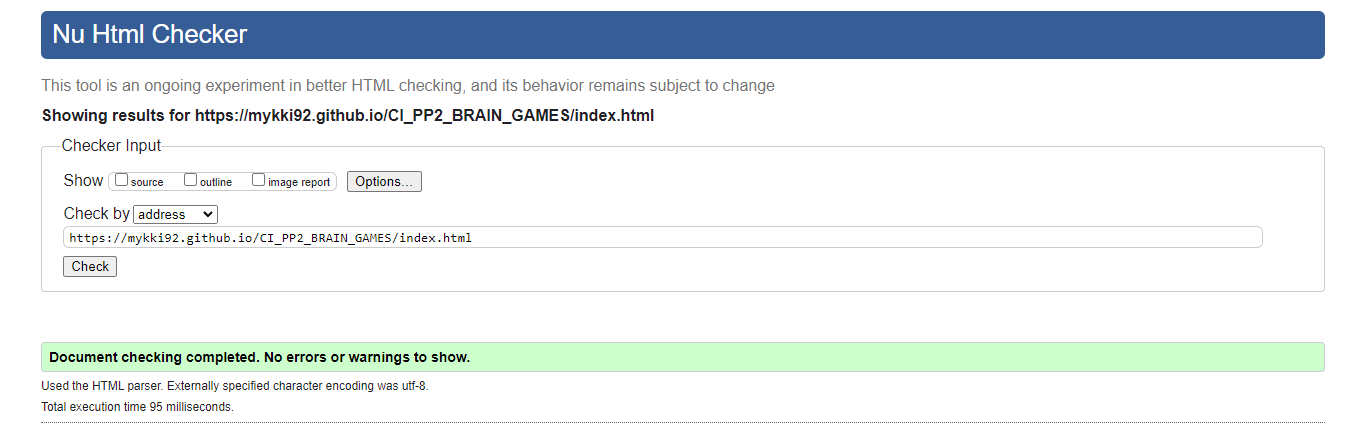 Nu Html Checker
This tool is an ongoing experiment in better HTML checking, and its behavior remains subject to change
Showing results for https://mykki92.github.io/CI_PP2_BRAIN_GAMES/index.html
Checker Input
Show source outline image report Options...
Check by address
https://mykki92.github.io/CI_PP2_BRAIN_GAMES/index.html
Check
Document checking completed. No errors or warnings to show.
Used the HTML parser. Externally specified character encoding was utf-8.
Total execution time 95 milliseconds.